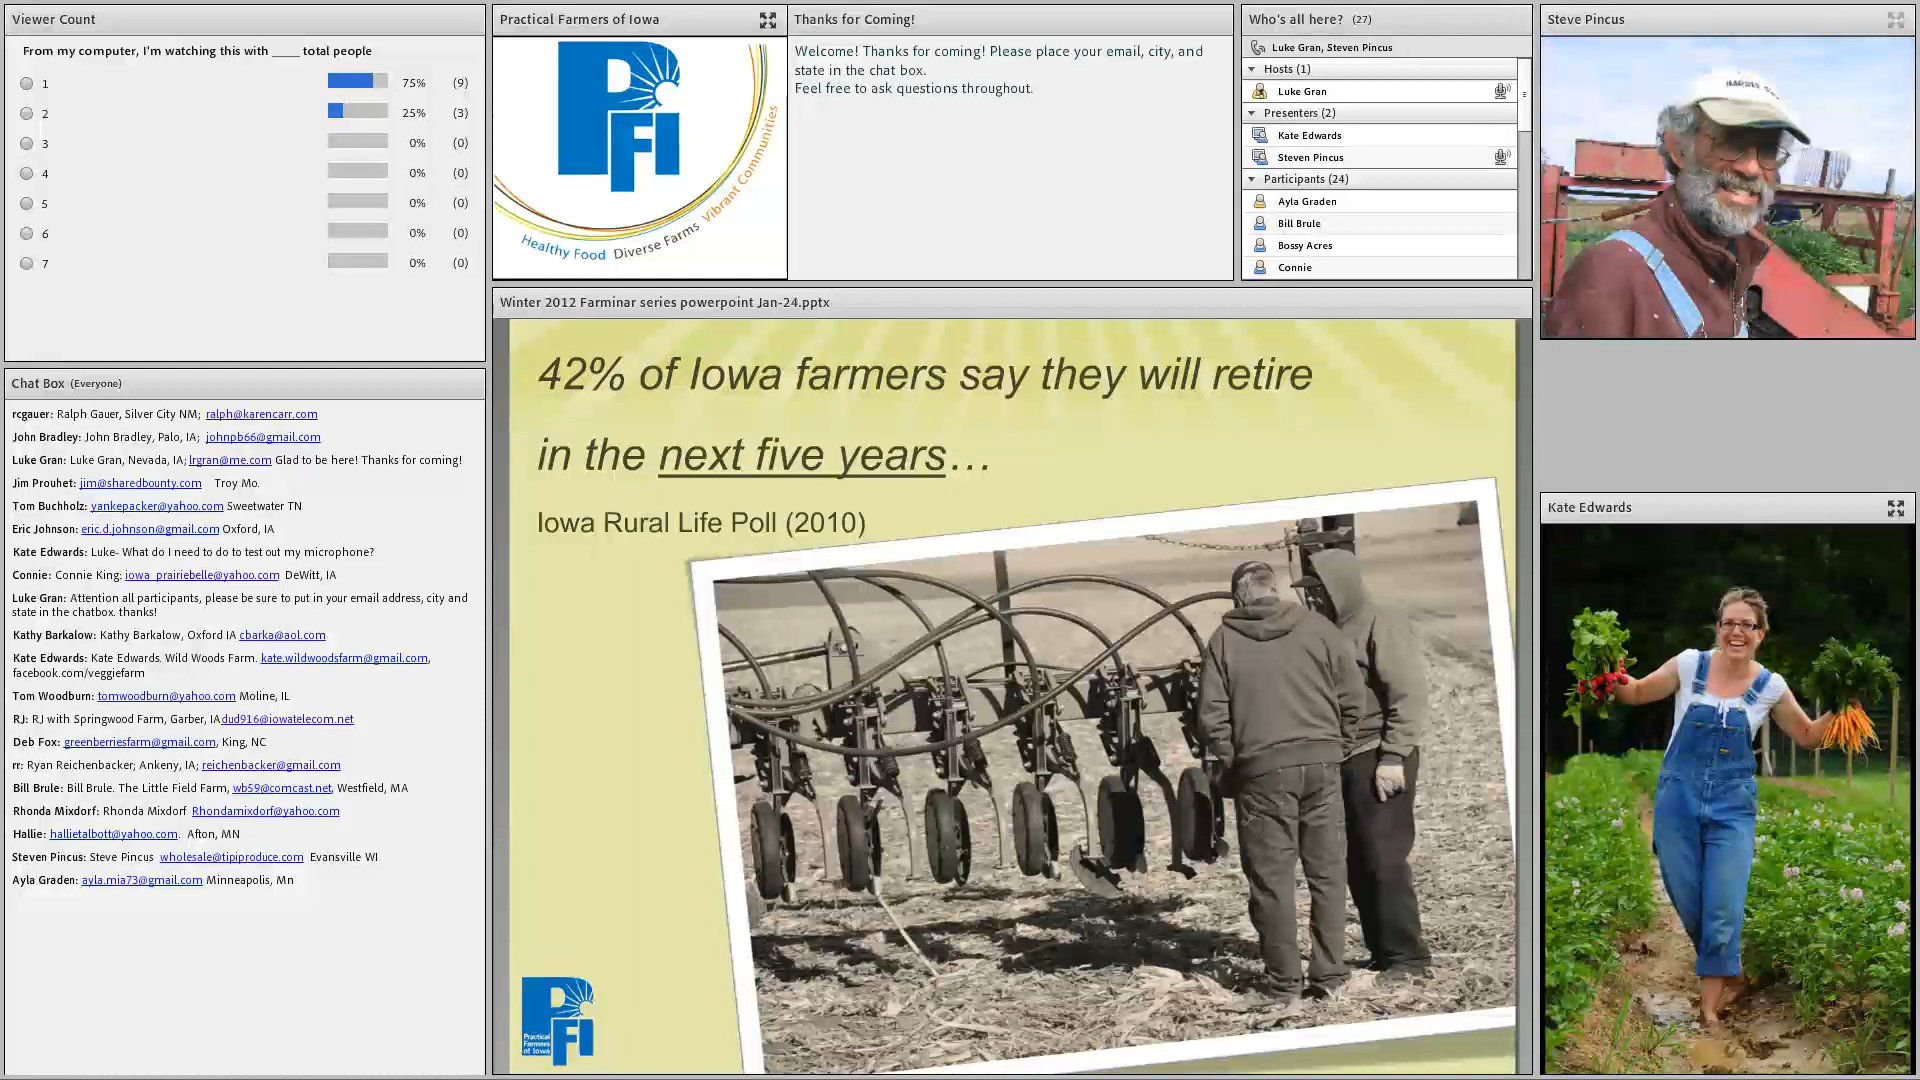 Viewer Count
From my computer, I'm watching this with ____ total people
1 75% (9)
2 25% (3)
3 0% (0)
4 0% (0)
5 0% (0)
6 0% (0)
7 0% (0)
Chat Box (Everyone)
rcgauer: Ralph Gauer, Silver City NM; ralph@karencarr.com
John Bradley: John Bradley, Palo, IA; johnpb66@gmail.com
Luke Gran: Luke Gran, Nevada, IA; lrgran@me.com Glad to be here! Thanks for coming!
Jim Prouhet: jim@sharedbounty.com Troy Mo.
Tom Buchholz: yankepacker@yahoo.com Sweetwater TN
Eric Johnson: eric.d.johnson@gmail.com Oxford, IA
Kate Edwards: Luke- What do I need to do to test out my microphone?
Connie: Connie King; iowa_prairiebelle@yahoo.com DeWitt, IA
Luke Gran: Attention all participants, please be sure to put in your email address, city and
state in the chatbox. thanks!
Kathy Barkalow: Kathy Barkalow, Oxford IA cbarka@aol.com
Kate Edwards: Kate Edwards. Wild Woods Farm. kate.wildwoodsfarm@gmail.com,
facebook.com/veggiefarm
Tom Woodburn: tomwoodburn@yahoo.com Moline, IL
RJ: RJ with Springwood Farm, Garber, IA dud916@iowatelecom.net
Deb Fox: greenberriesfarm@gmail.com, King, NC
rr: Ryan Reichenbacker; Ankeny, IA; reichenbacker@gmail.com
Bill Brule: Bill Brule. The Little Field Farm, wb59@comcast.net, Westfield, MA
Rhonda Mixdorf: Rhonda Mixdorf Rhondamixdorf@yahoo.com
Hallie: hallietalbott@yahoo.com. Afton, MN
Steven Pincus: Steve Pincus wholesale@tipiproduce.com Evansville WI
Ayla Graden: ayla.mia73@gmail.com Minneapolis, Mn
Practical Farmers of Iowa
PFI
Healthy Food Diverse Farms Vibrant Communities
Thanks for Coming!
Welcome! Thanks for coming! Please place your email, city, and
state in the chat box.
Feel free to ask questions throughout.
Who's all here? (27)
Luke Gran, Steven Pincus
Hosts (1)
Luke Gran
Presenters (2)
Kate Edwards
Steven Pincus
Participants (24)
Ayla Graden
Bill Brule
Bossy Acres
Connie
Winter 2012 Farminar series powerpoint Jan-24.pptx
42% of Iowa farmers say they will retire
in the next five years...
Iowa Rural Life Poll (2010)
PFI
Practical
Farmers
of Iowa
Steve Pincus
Kate Edwards